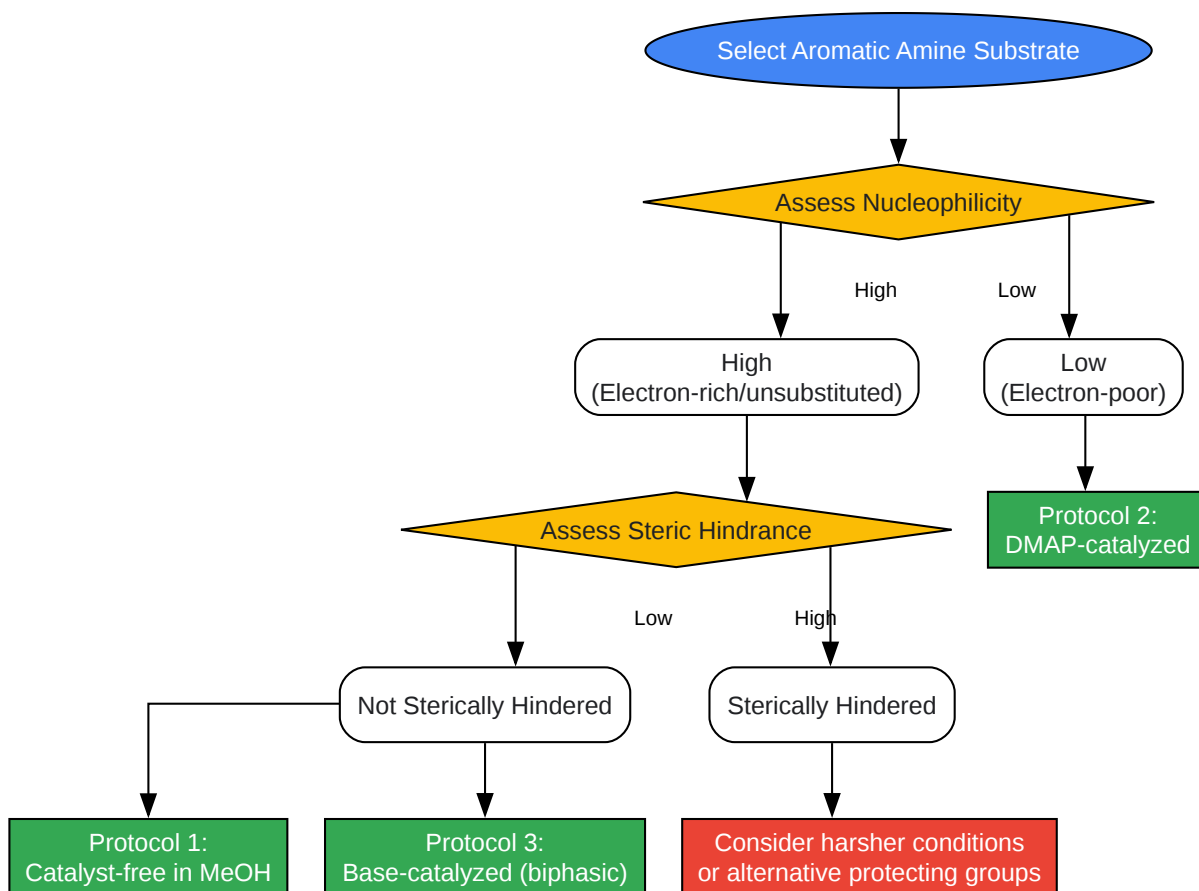 Select Aromatic Amine Substrate
Assess Nucleophilicity
High
Low
High
(Electron-rich/unsubstituted)
Low
(Electron-poor)
Protocol 2:
DMAP-catalyzed
Assess Steric Hindrance
Low
High
Not Sterically Hindered
Sterically Hindered
Protocol 1:
Catalyst-free in MeOH
Protocol 3:
Base-catalyzed (biphasic)
Consider harsher conditions
or alternative protecting groups